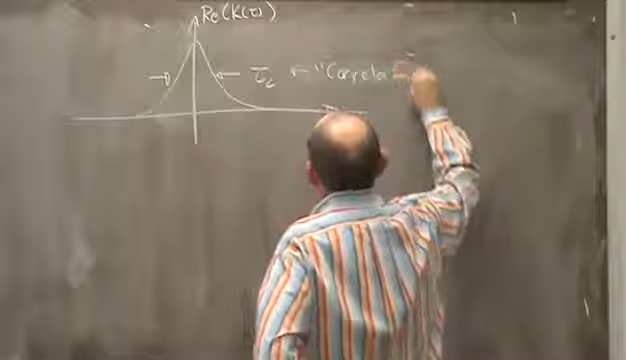 Re(K(τ))
τc ← "Correla